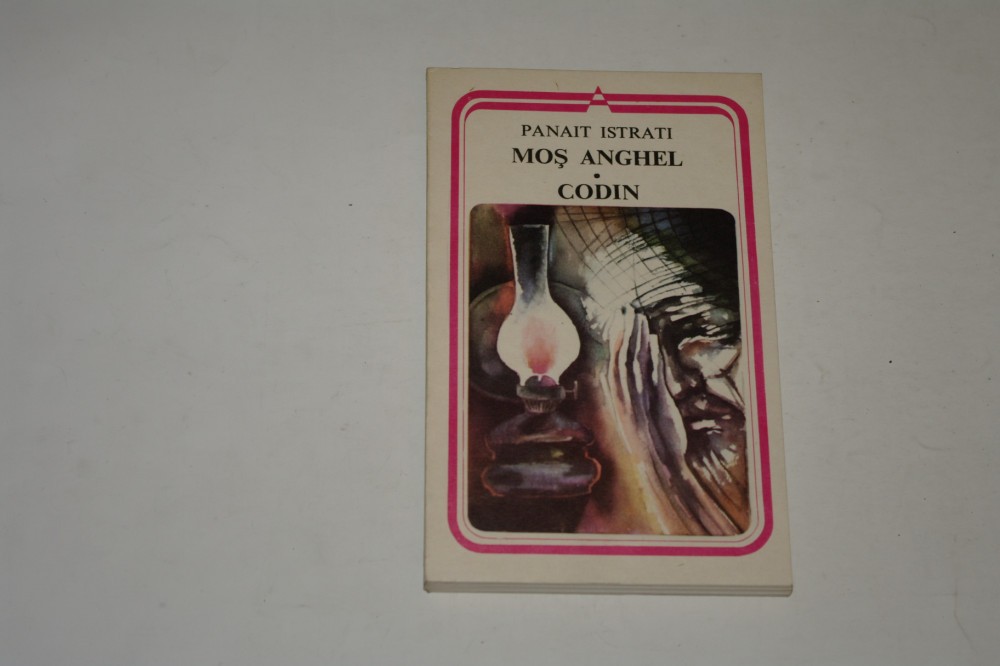 PANAIT ISTRATI
MOŞ ANGHEL
•
CODIN